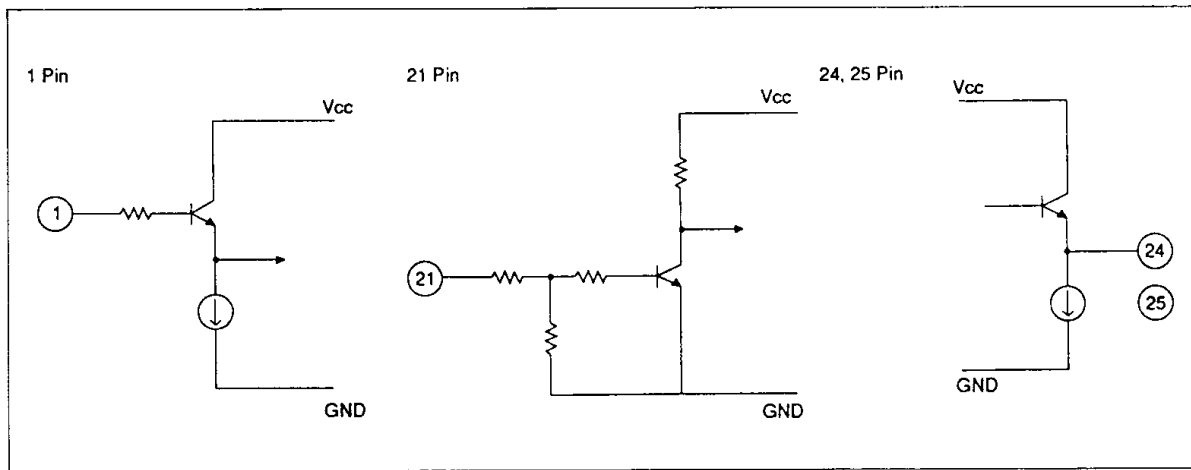 1 Pin
Vcc
1
GND
21 Pin
Vcc
21
GND
24, 25 Pin
Vcc
24
25
GND